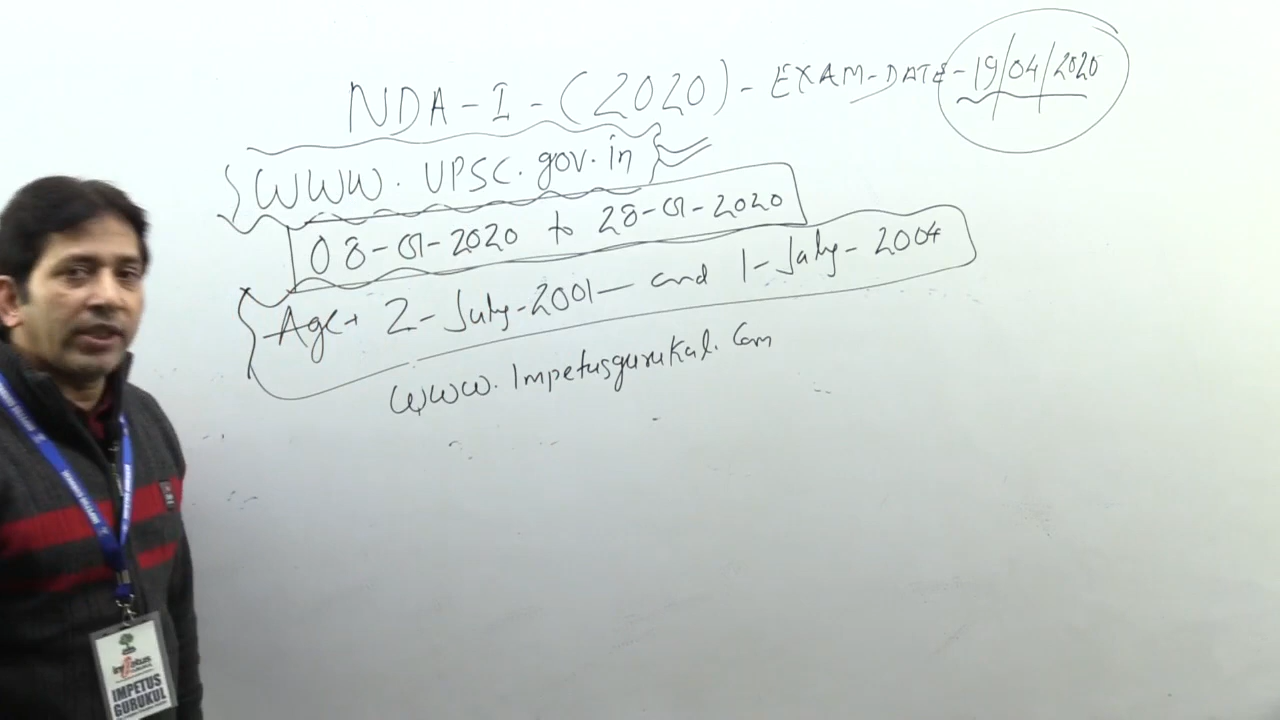 NDA-I-(2020)-EXAM-DATE-19/04/2020
WWW.UPSC.gov.in
08-01-2020 to 28-01-2020
Age+ 2-July-2001- and 1-July-2004
www.Impetusgurukul.Com
IMPETUS
GURUKUL